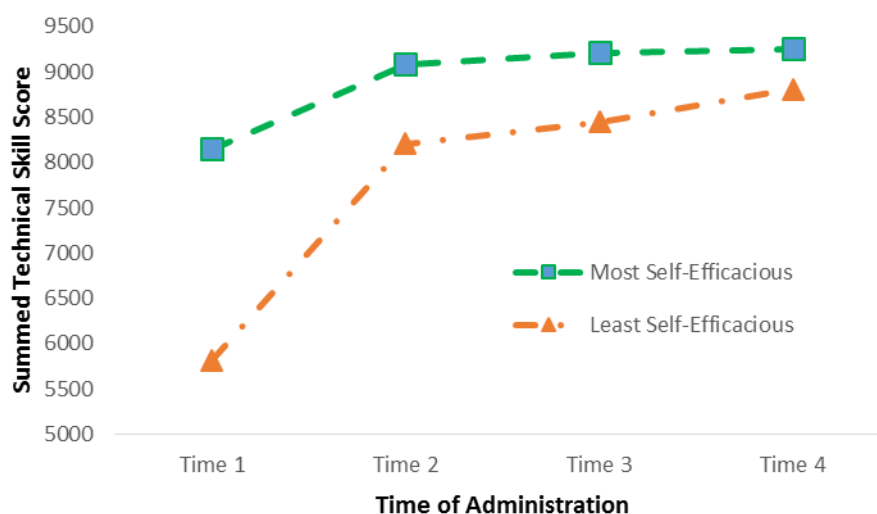 Summed Technical Skill Score
9500
9000
8500
8000
7500
7000
6500
6000
5500
5000
Most Self-Efficacious
Least Self-Efficacious
Time 1
Time 2
Time 3
Time 4
Time of Administration